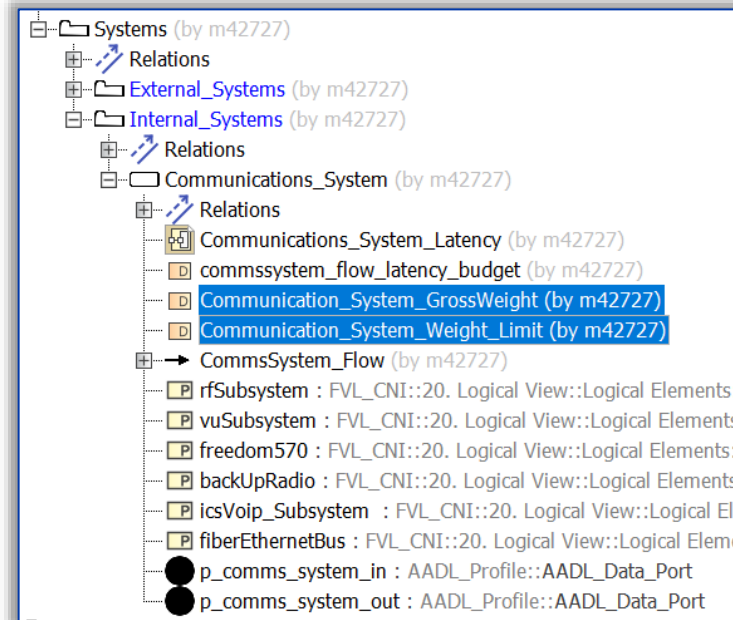 Systems (by m42727)
Relations
External_Systems (by m42727)
Internal_Systems (by m42727)
Relations
Communications_System (by m42727)
Relations
Communications_System_Latency (by m42727)
D commssystem_flow_latency_budget (by m42727)
D Communication_System_GrossWeight (by m42727)
D Communication_System_Weight_Limit (by m42727)
CommsSystem_Flow (by m42727)
P rfSubsystem : FVL_CNI::20. Logical View::Logical Elements
P vuSubsystem : FVL_CNI::20. Logical View::Logical Elements
P freedom570 : FVL_CNI::20. Logical View::Logical Elements:
P backUpRadio : FVL_CNI::20. Logical View::Logical Elements
P icsVoip_Subsystem : FVL_CNI::20. Logical View::Logical El
P fiberEthernetBus : FVL_CNI::20. Logical View::Logical Elem
p_comms_system_in : AADL_Profile::AADL_Data_Port
p_comms_system_out : AADL_Profile::AADL_Data_Port